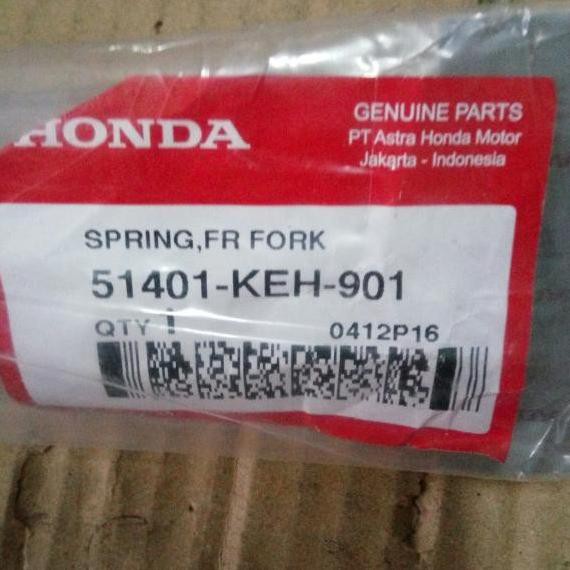 HONDA
GENUINE PARTS
PT Astra Honda Motor
Jakarta - Indonesia
SPRING,FR FORK
51401-KEH-901
QTY 1
0412P16